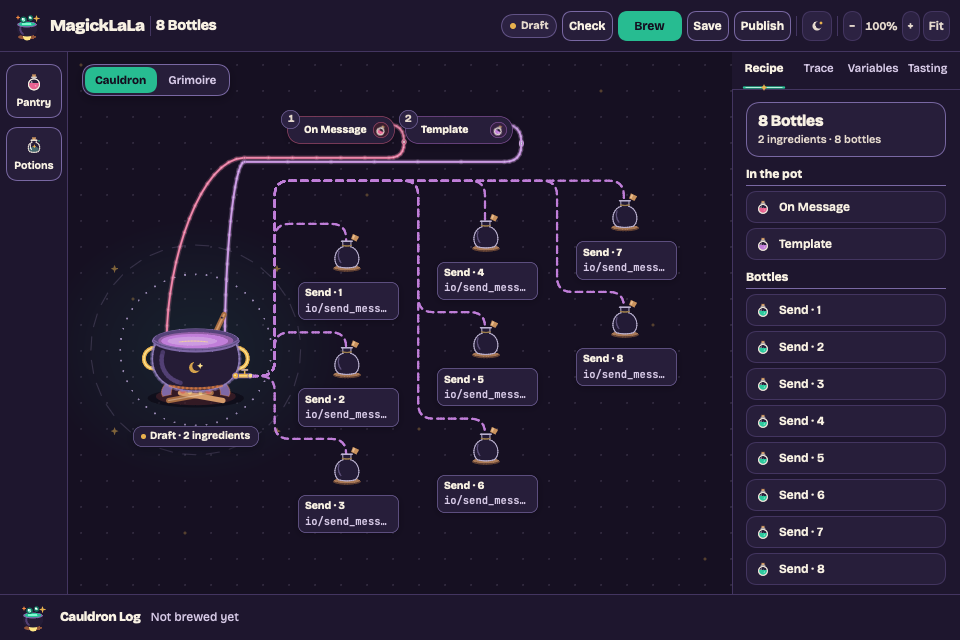 MagickLaLa 8 Bottles
Draft Check Brew Save Publish − 100% + Fit
Pantry
Potions
Cauldron Grimoire
1 On Message 2 Template
Send · 1
io/send_mess…
Send · 2
io/send_mess…
Send · 3
io/send_mess…
Send · 4
io/send_mess…
Send · 5
io/send_mess…
Send · 6
io/send_mess…
Send · 7
io/send_mess…
Send · 8
io/send_mess…
Draft · 2 ingredients
Recipe Trace Variables Tasting
8 Bottles
2 ingredients · 8 bottles
In the pot
On Message
Template
Bottles
Send · 1
Send · 2
Send · 3
Send · 4
Send · 5
Send · 6
Send · 7
Send · 8
Cauldron Log Not brewed yet